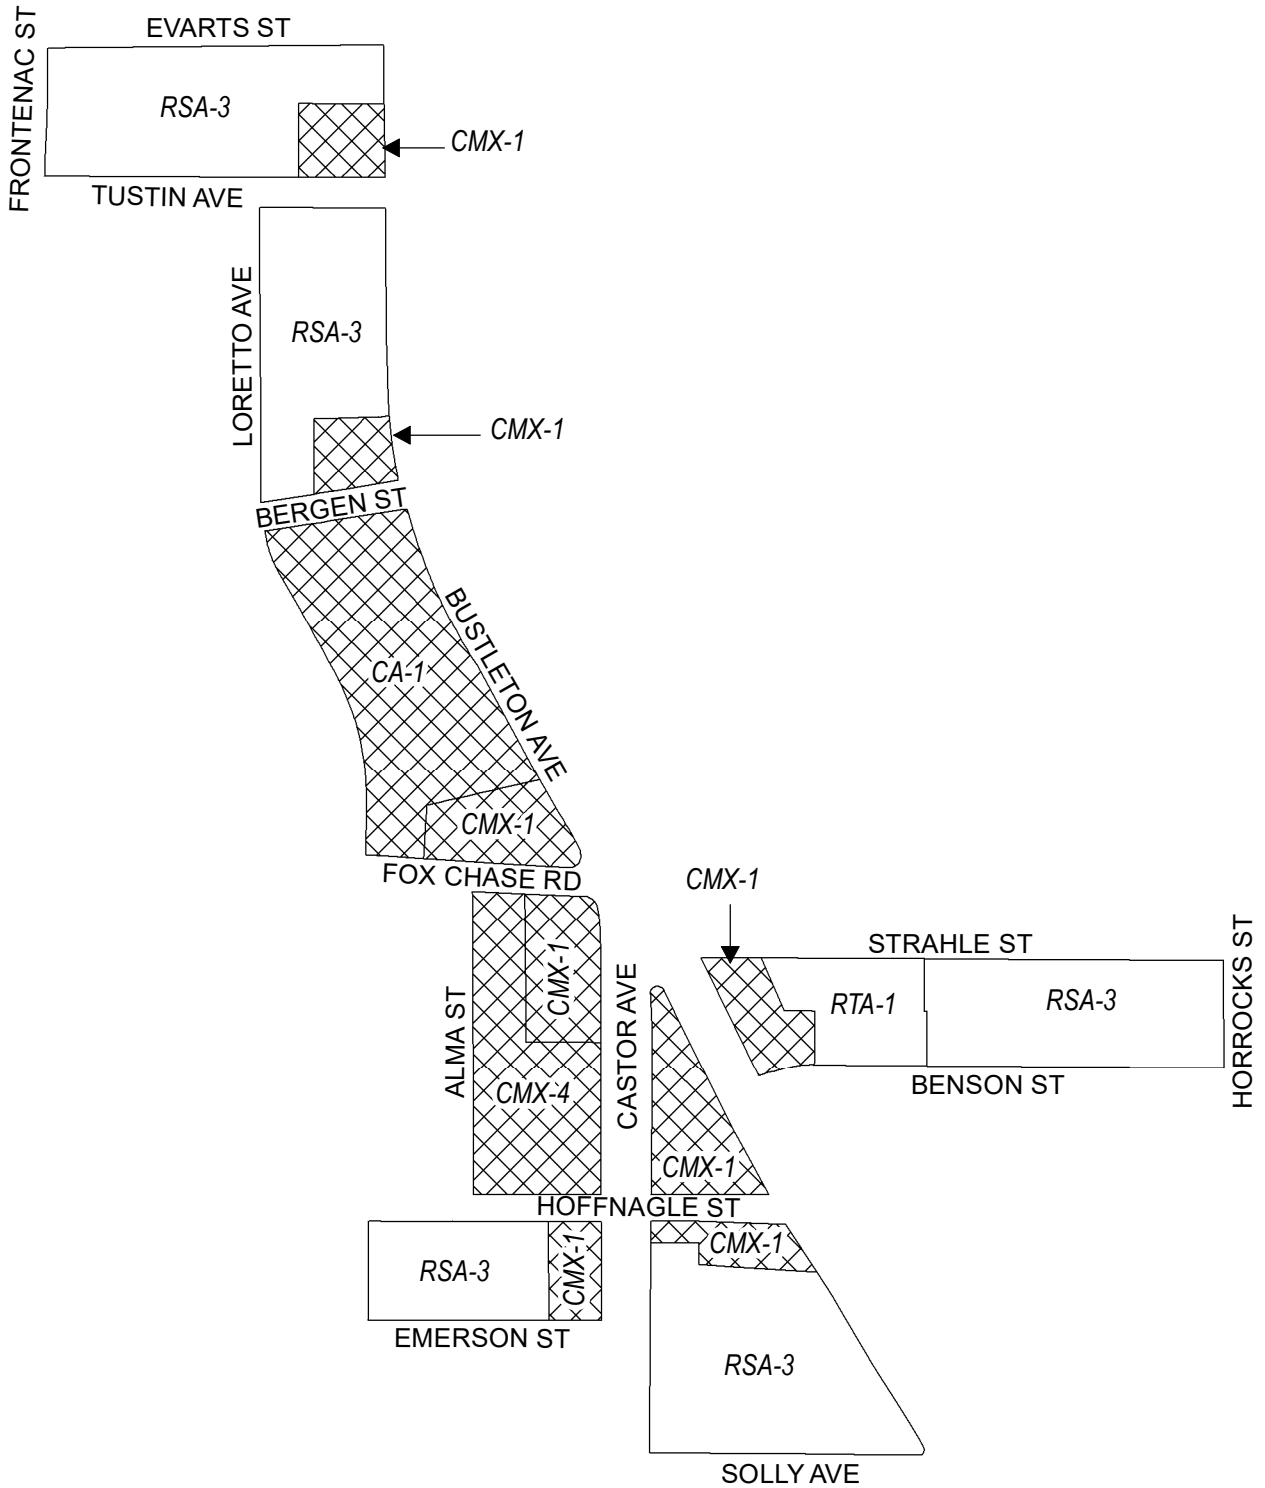 EVARTS ST
FRONTENAC ST
RSA-3
CMX-1
TUSTIN AVE
LORETTO AVE
RSA-3
CMX-1
BERGEN ST
BUSTLETON AVE
CA-1
CMX-1
FOX CHASE RD
CMX-1
STRAHLE ST
HORROCKS ST
CMX-1
CASTOR AVE
ALMA ST
RTA-1
RSA-3
BENSON ST
CMX-4
CMX-1
HOFFNAGLE ST
CMX-1
CMX-1
RSA-3
EMERSON ST
RSA-3
SOLLY AVE